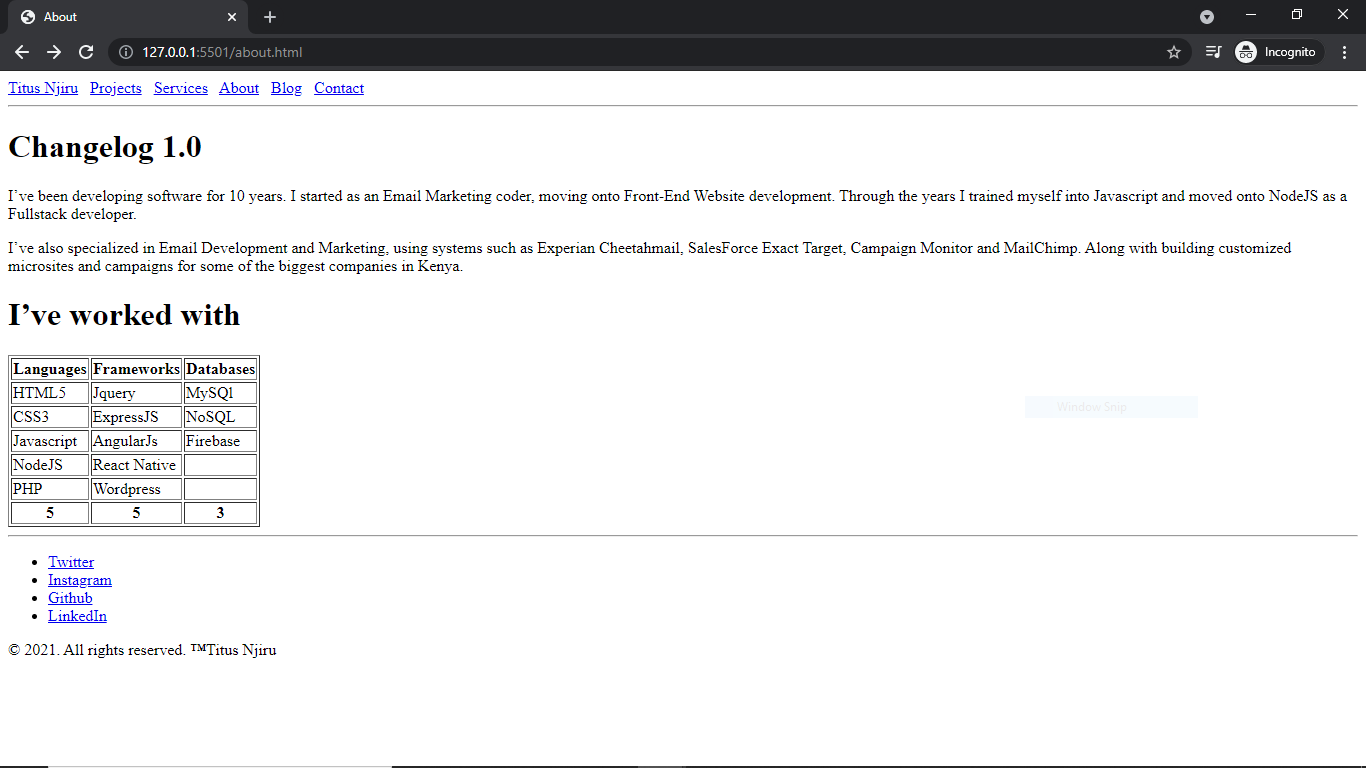 About
127.0.0.1:5501/about.html
Incognito
Titus Njiru Projects Services About Blog Contact
Changelog 1.0
I’ve been developing software for 10 years. I started as an Email Marketing coder, moving onto Front-End Website development. Through the years I trained myself into Javascript and moved onto NodeJS as a
Fullstack developer.
I’ve also specialized in Email Development and Marketing, using systems such as Experian Cheetahmail, SalesForce Exact Target, Campaign Monitor and MailChimp. Along with building customized
microsites and campaigns for some of the biggest companies in Kenya.
I’ve worked with
Languages Frameworks Databases
HTML5 Jquery MySQl
CSS3 ExpressJS NoSQL
Javascript AngularJs Firebase
NodeJS React Native
PHP Wordpress
5 5 3
Window Snip
Twitter
Instagram
Github
LinkedIn
© 2021. All rights reserved. ™Titus Njiru